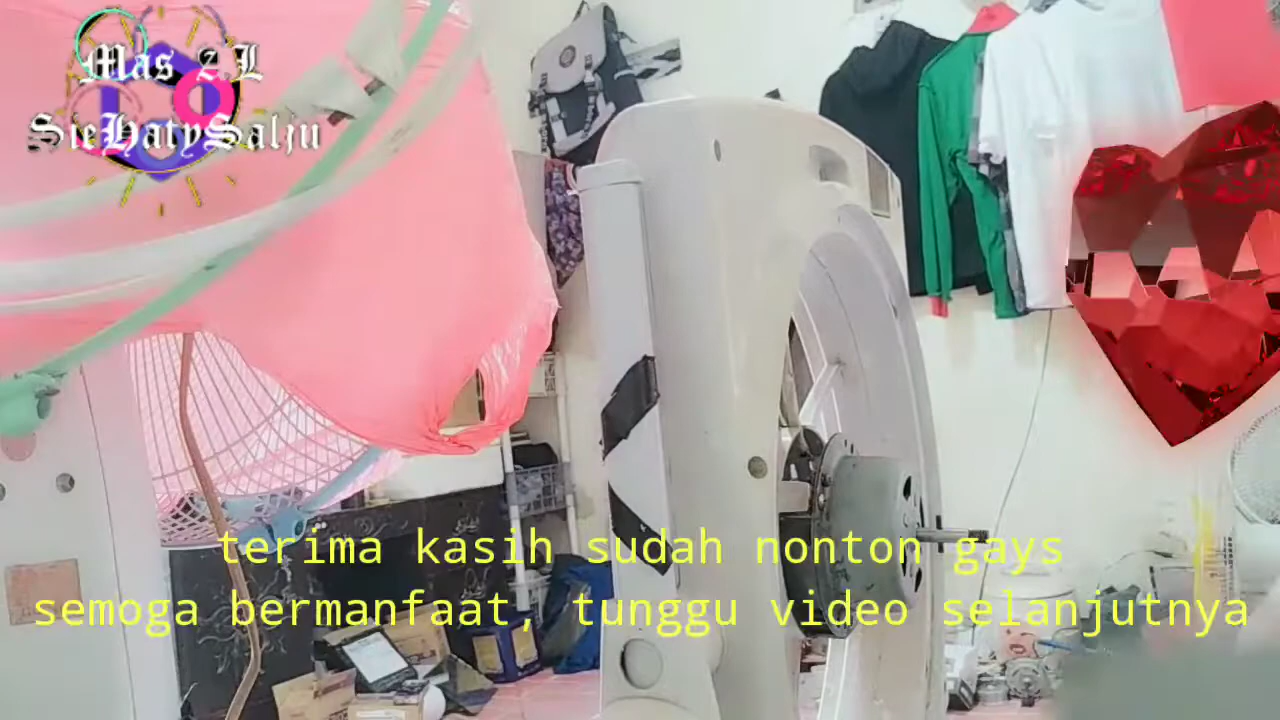 Mas 2L
SieHatySalju
terima kasih sudah nonton gays
semoga bermanfaat, tunggu video selanjutnya